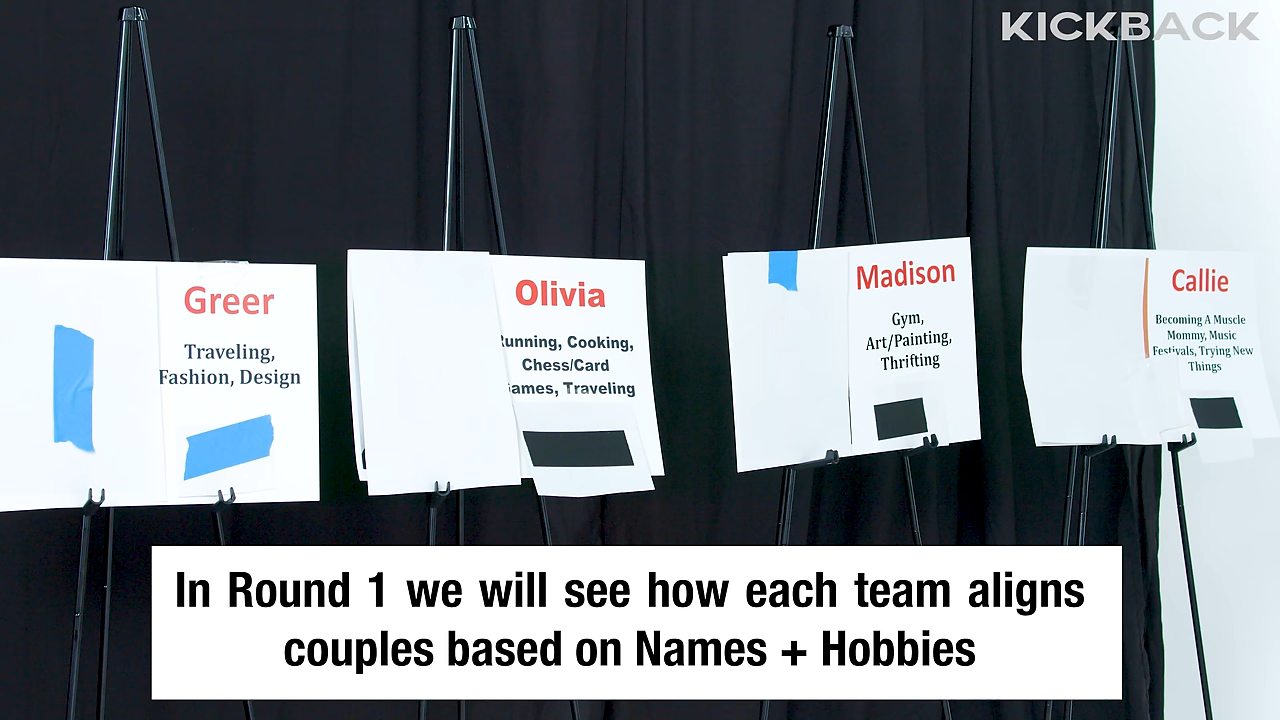 KICKBACK
Greer
Traveling,
Fashion, Design
Olivia
Running, Cooking,
Chess/Card
Games, Traveling
Madison
Gym,
Art/Painting,
Thrifting
Callie
Becoming A Muscle
Mommy, Music
Festivals, Trying New
Things
In Round 1 we will see how each team aligns
couples based on Names + Hobbies